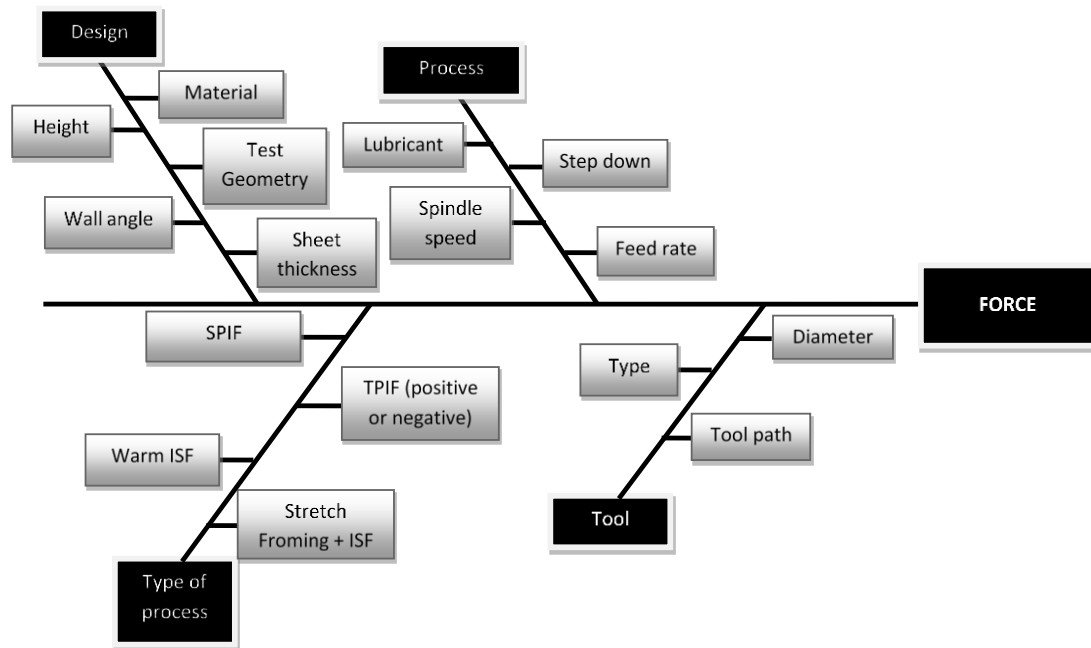 Design
Material
Height
Test
Geometry
Wall angle
Sheet
thickness
Process
Lubricant
Step down
Spindle
speed
Feed rate
FORCE
SPIF
TPIF (positive
or negative)
Warm ISF
Stretch
Froming + ISF
Type of
process
Diameter
Type
Tool path
Tool